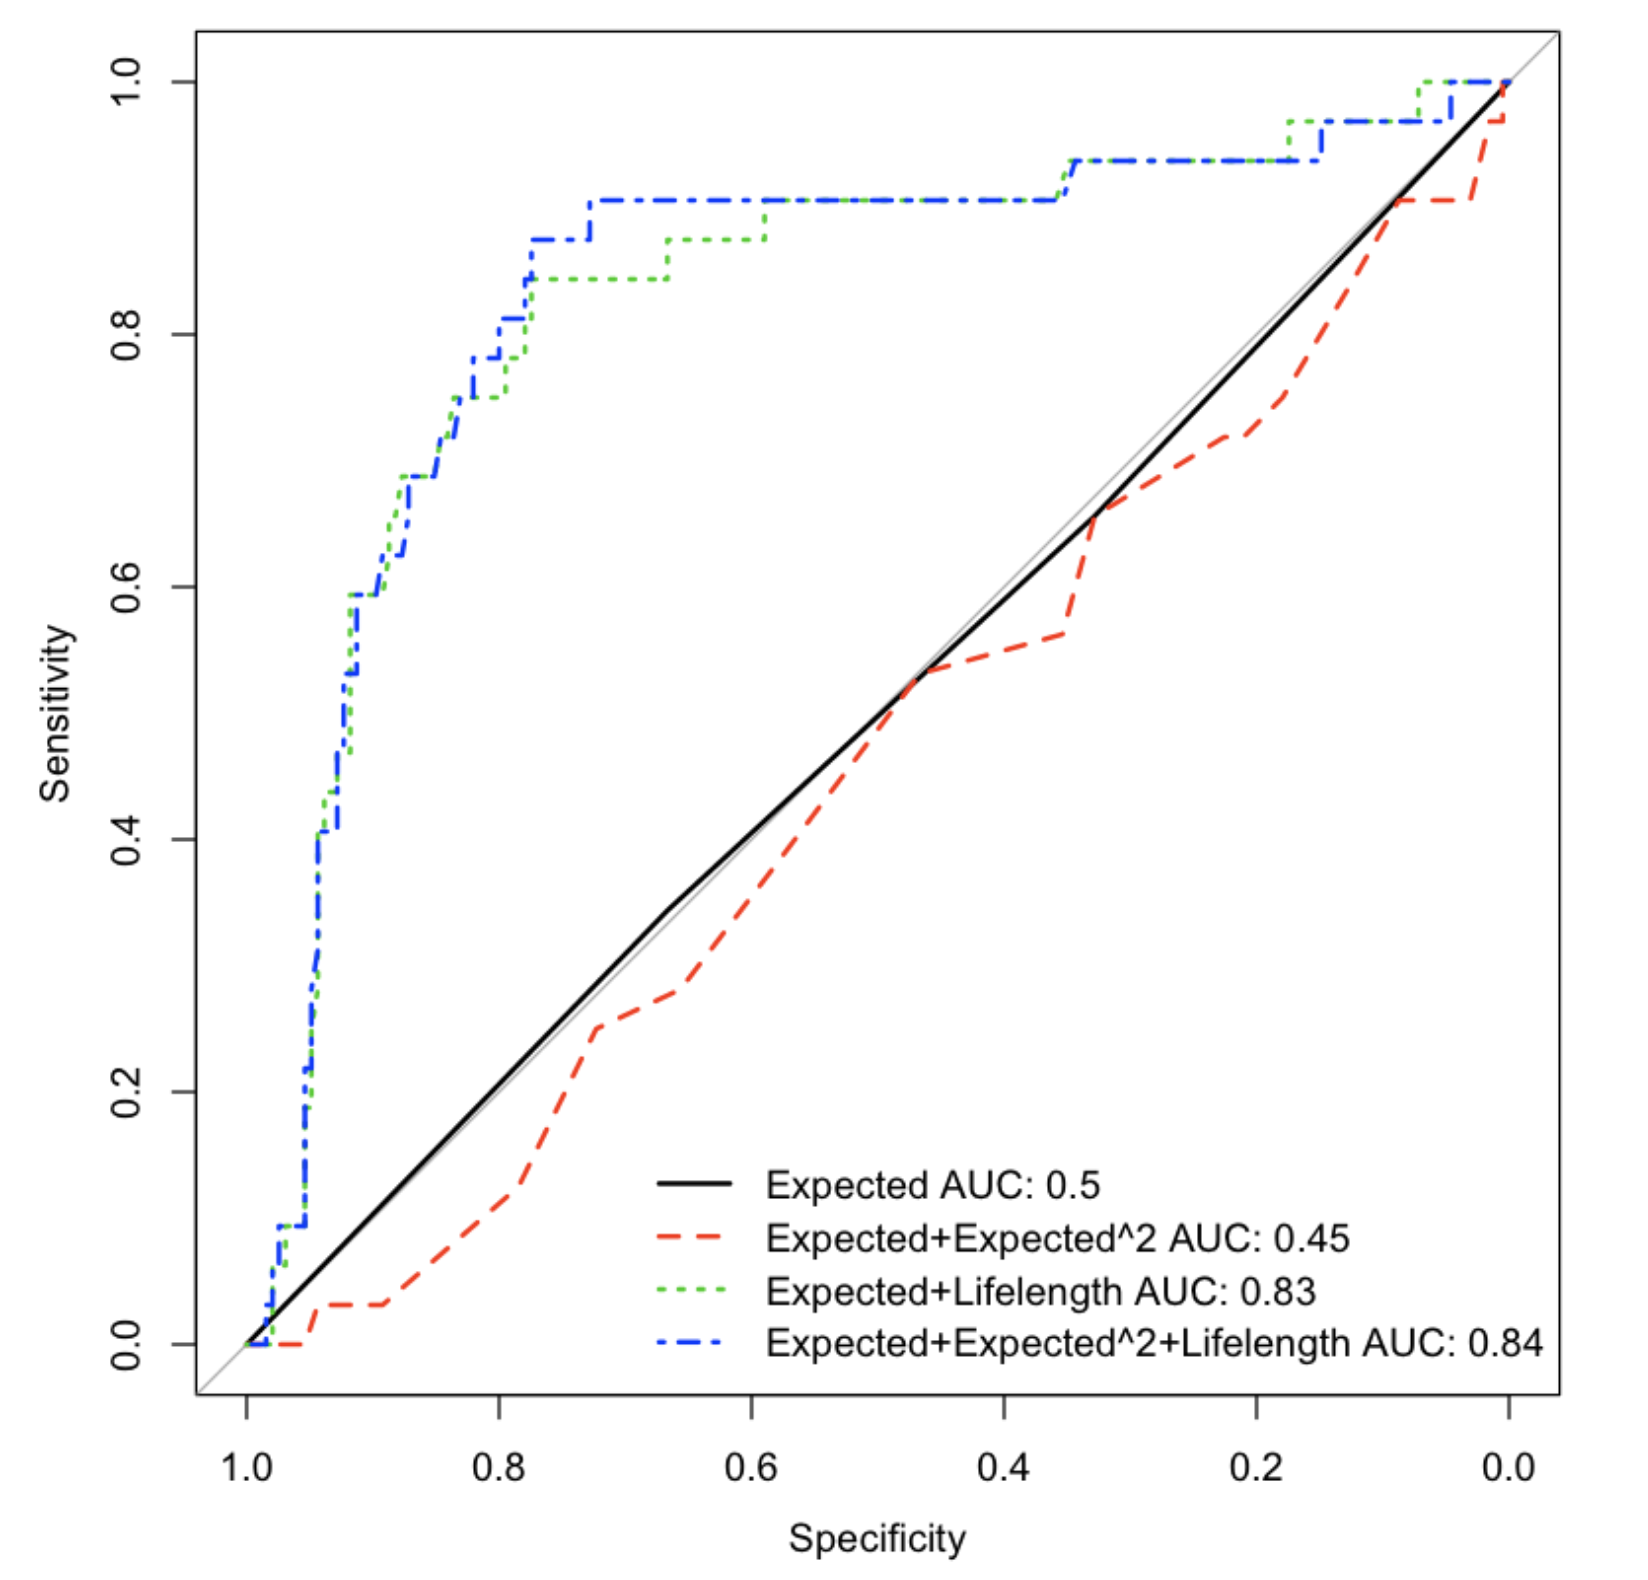 1.0
0.8
0.6
0.4
0.2
0.0
Sensitivity
Expected AUC: 0.5
Expected+Expected^2 AUC: 0.45
Expected+Lifelength AUC: 0.83
Expected+Expected^2+Lifelength AUC: 0.84
1.0 0.8 0.6 0.4 0.2 0.0
Specificity